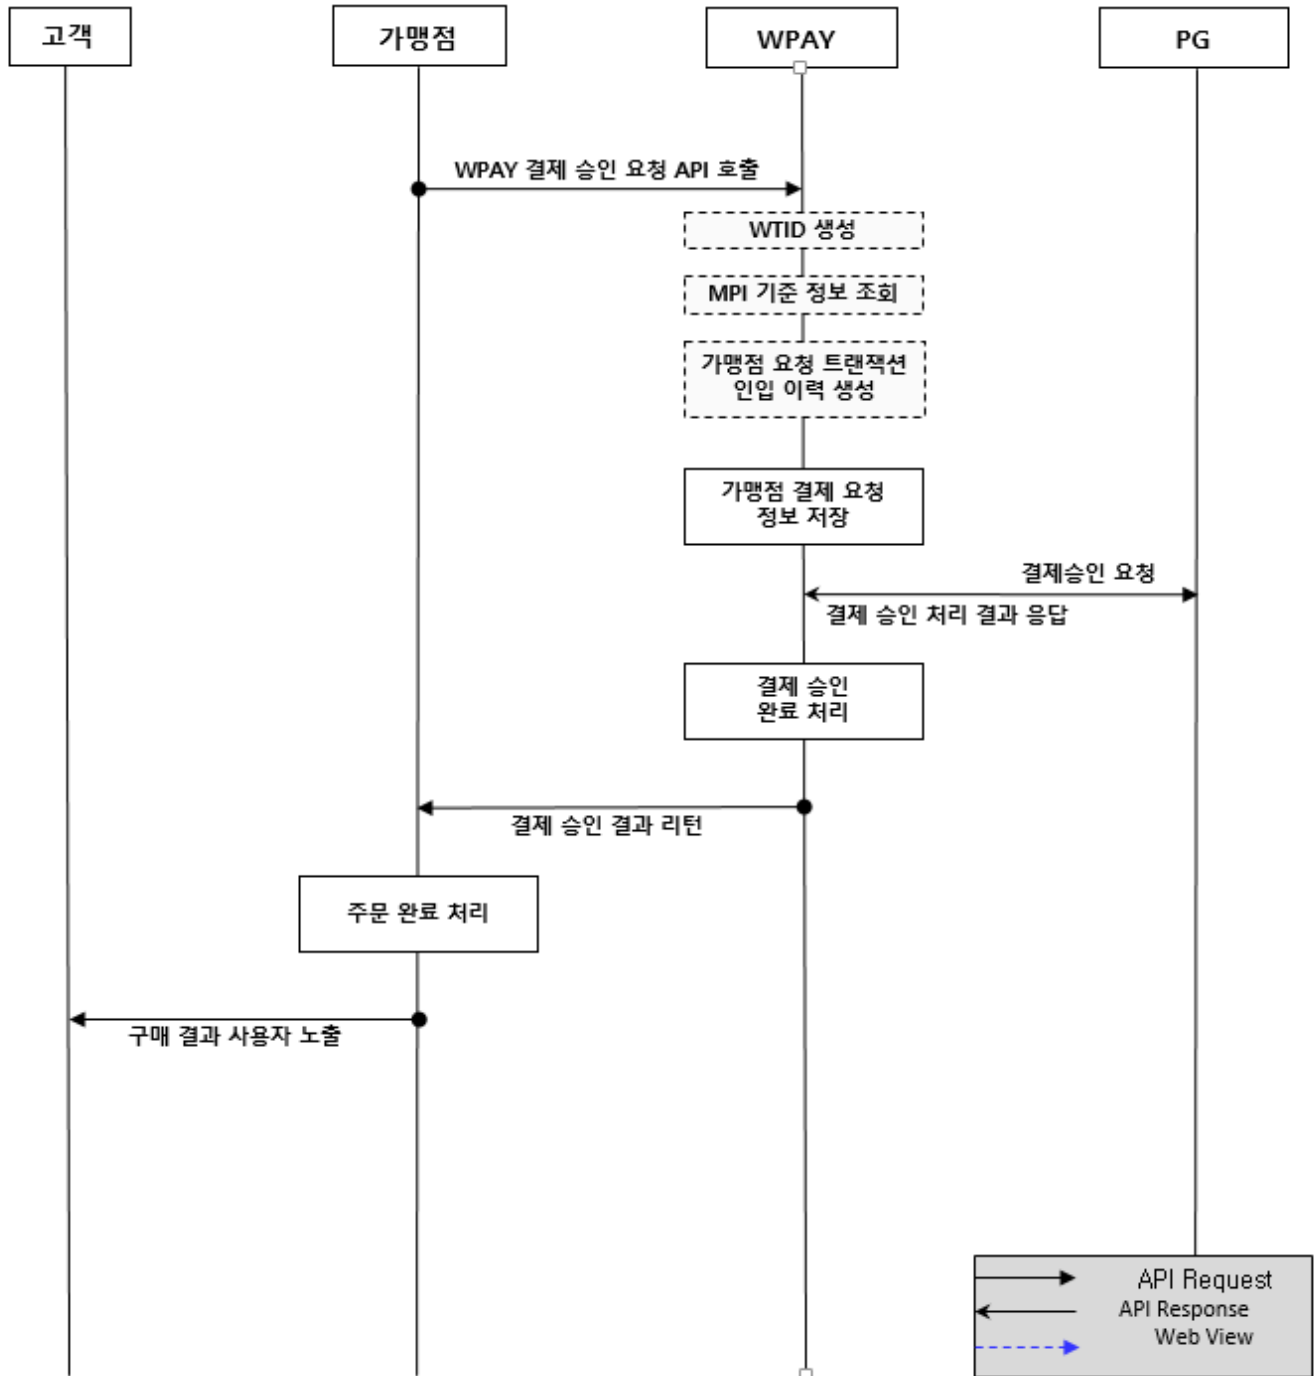 고객
가맹점
WPAY
PG
WPAY 결제 승인 요청 API 호출
WTID 생성
MPI 기준 정보 조회
가맹점 요청 트랜잭션
인입 이력 생성
가맹점 결제 요청
정보 저장
결제승인 요청
결제 승인 처리 결과 응답
결제 승인
완료 처리
결제 승인 결과 리턴
주문 완료 처리
구매 결과 사용자 노출
API Request
API Response
Web View